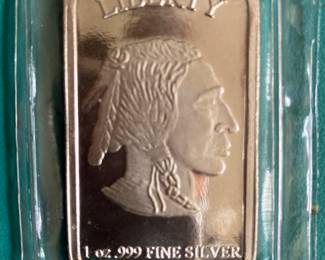 LIBERTY
1 oz .999 FINE SILVER